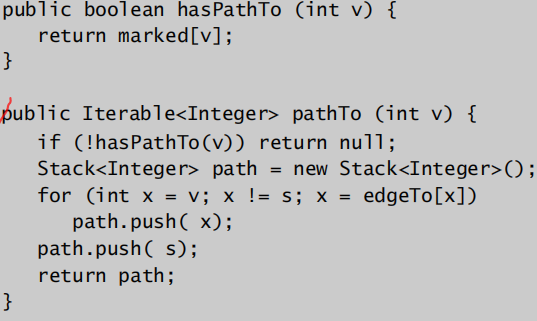 public boolean hasPathTo (int v) {
return marked[v];
}
public Iterable<Integer> pathTo (int v) {
if (!hasPathTo(v)) return null;
Stack<Integer> path = new Stack<Integer>();
for (int x = v; x != s; x = edgeTo[x])
path.push( x);
path.push( s);
return path;
}